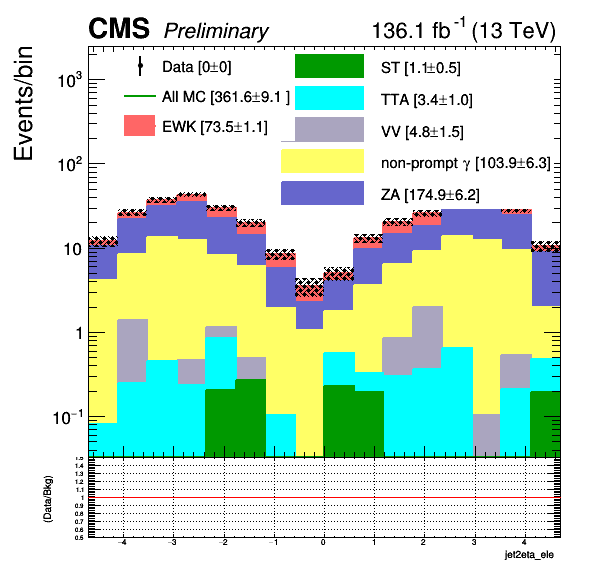 CMS Preliminary 136.1 fb⁻¹ (13 TeV)
Events/bin
Data [0±0]
All MC [361.6±9.1 ]
EWK [73.5±1.1]
ST [1.1±0.5]
TTA [3.4±1.0]
VV [4.8±1.5]
non-prompt γ [103.9±6.3]
ZA [174.9±6.2]
10³
10²
10
1
10⁻¹
(Data/Bkg)
1.5
1.4
1.3
1.2
1.1
1
0.9
0.8
0.7
0.6
0.5
−4 −3 −2 −1 0 1 2 3 4
jet2eta_ele